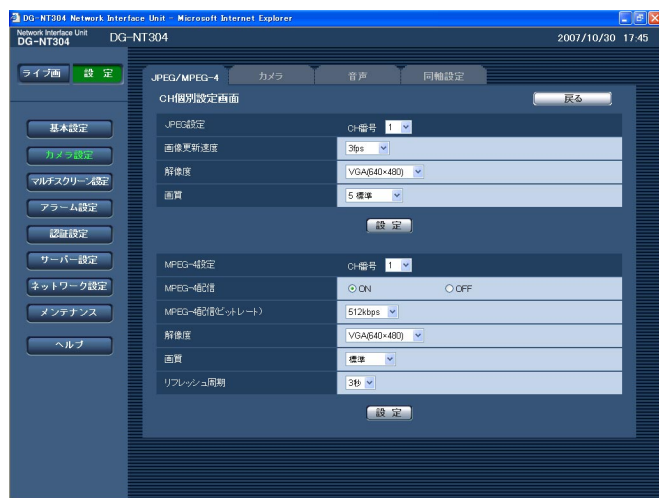 DG-NT304 Network Interface Unit - Microsoft Internet Explorer
Network Interface Unit
DG-NT304
DG-NT304
2007/10/30 17:45
ライブ画 設 定
JPEG/MPEG-4 カメラ 音声 同軸設定
CH個別設定画面 戻る
基本設定
カメラ設定
マルチスクリーン設定
アラーム設定
認証設定
サーバー設定
ネットワーク設定
メンテナンス
ヘルプ
JPEG設定 CH番号 1
画像更新速度 3fps
解像度 VGA(640×480)
画質 5 標準
設 定
MPEG-4設定 CH番号 1
MPEG-4配信 ON OFF
MPEG-4配信(ビットレート) 512kbps
解像度 VGA(640×480)
画質 標準
リフレッシュ周期 3秒
設 定